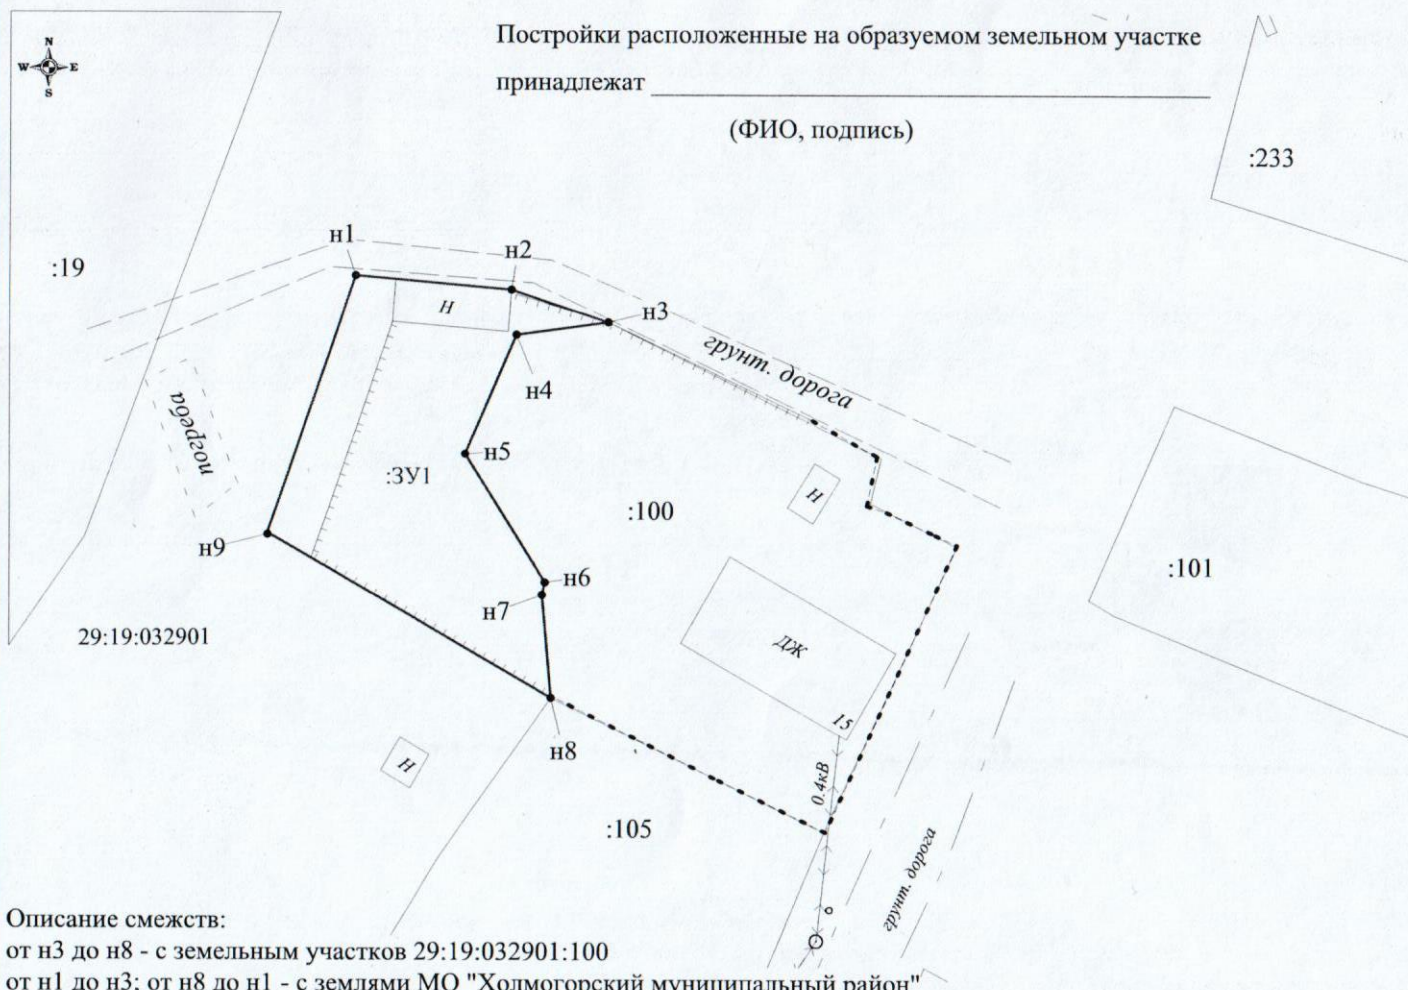 N
W E
S
Постройки расположенные на образуемом земельном участке
принадлежат
(ФИО, подпись)
:233
:19
н1
н2
н3
Н
грунт. дорога
н4
погреба
н5
:ЗУ1
:100
Н
н9
н6
:101
н7
29:19:032901
ДЖ
15
н8
Н
0.4кВ
:105
грунт. дорога
Описание смежств:
от н3 до н8 - с земельным участков 29:19:032901:100
от н1 до н3; от н8 до н1 - с землями МО "Холмогорский муниципальный район"